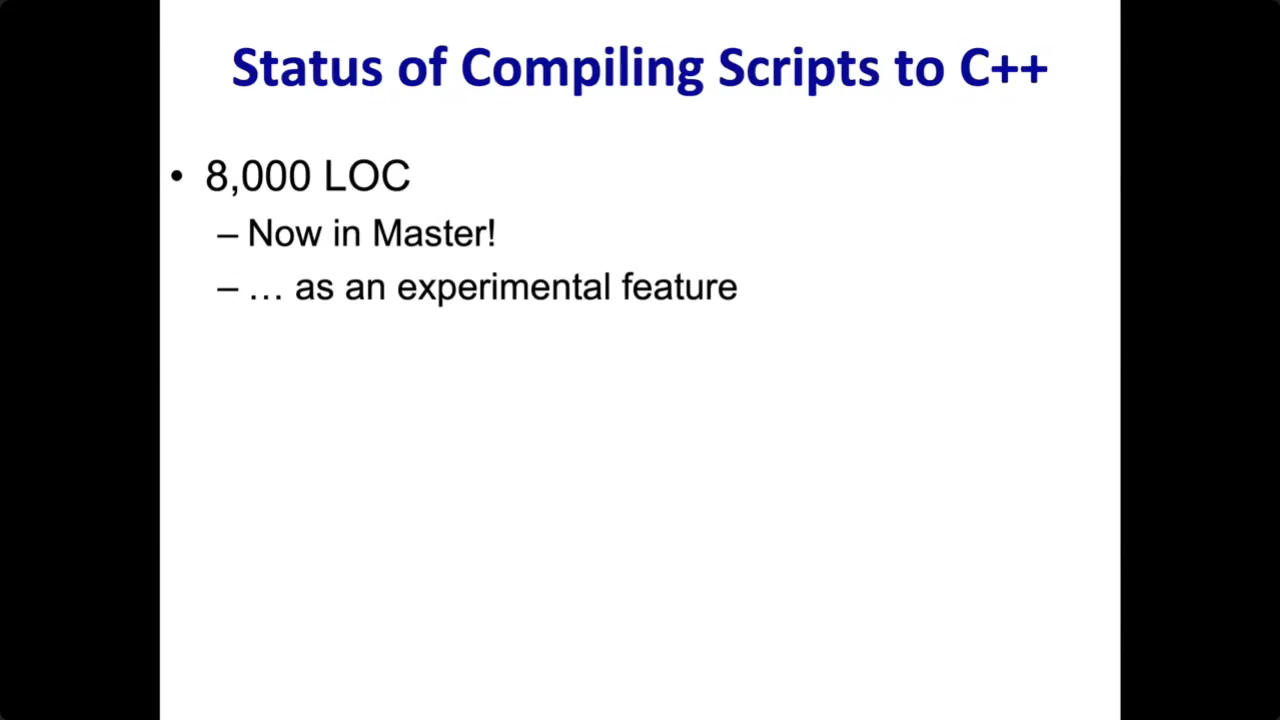 Status of Compiling Scripts to C++
• 8,000 LOC
– Now in Master!
– … as an experimental feature